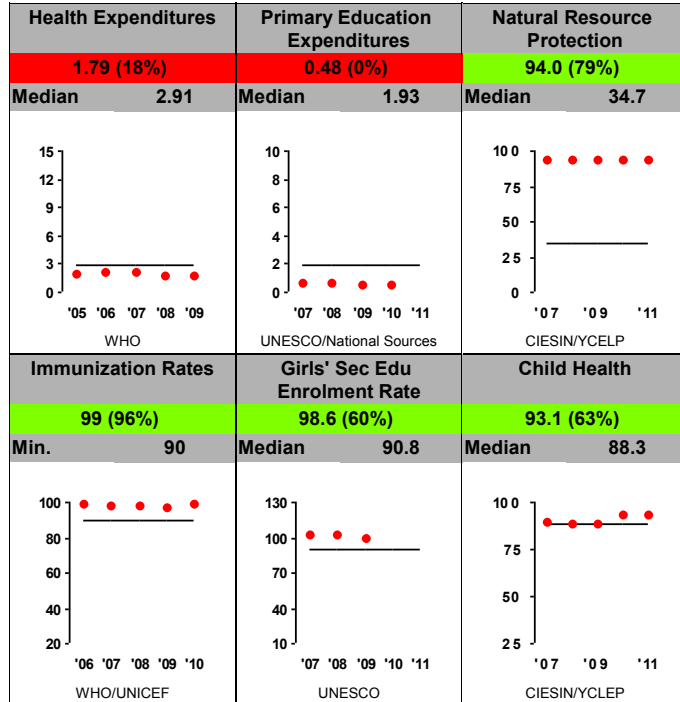 Health Expenditures
1.79 (18%)
Median 2.91
15
12
9
6
3
0
'05 '06 '07 '08 '09
WHO
Primary Education
Expenditures
0.48 (0%)
Median 1.93
10
8
6
4
2
0
'07 '08 '09 '10 '11
UNESCO/National Sources
Natural Resource
Protection
94.0 (79%)
Median 34.7
100
75
50
25
0
'07 '09 '11
CIESIN/YCELP
Immunization Rates
99 (96%)
Min. 90
100
80
60
40
20
'06 '07 '08 '09 '10
WHO/UNICEF
Girls' Sec Edu
Enrolment Rate
98.6 (60%)
Median 90.8
130
100
70
40
10
'07 '08 '09 '10 '11
UNESCO
Child Health
93.1 (63%)
Median 88.3
100
75
50
25
'07 '09 '11
CIESIN/YCLEP